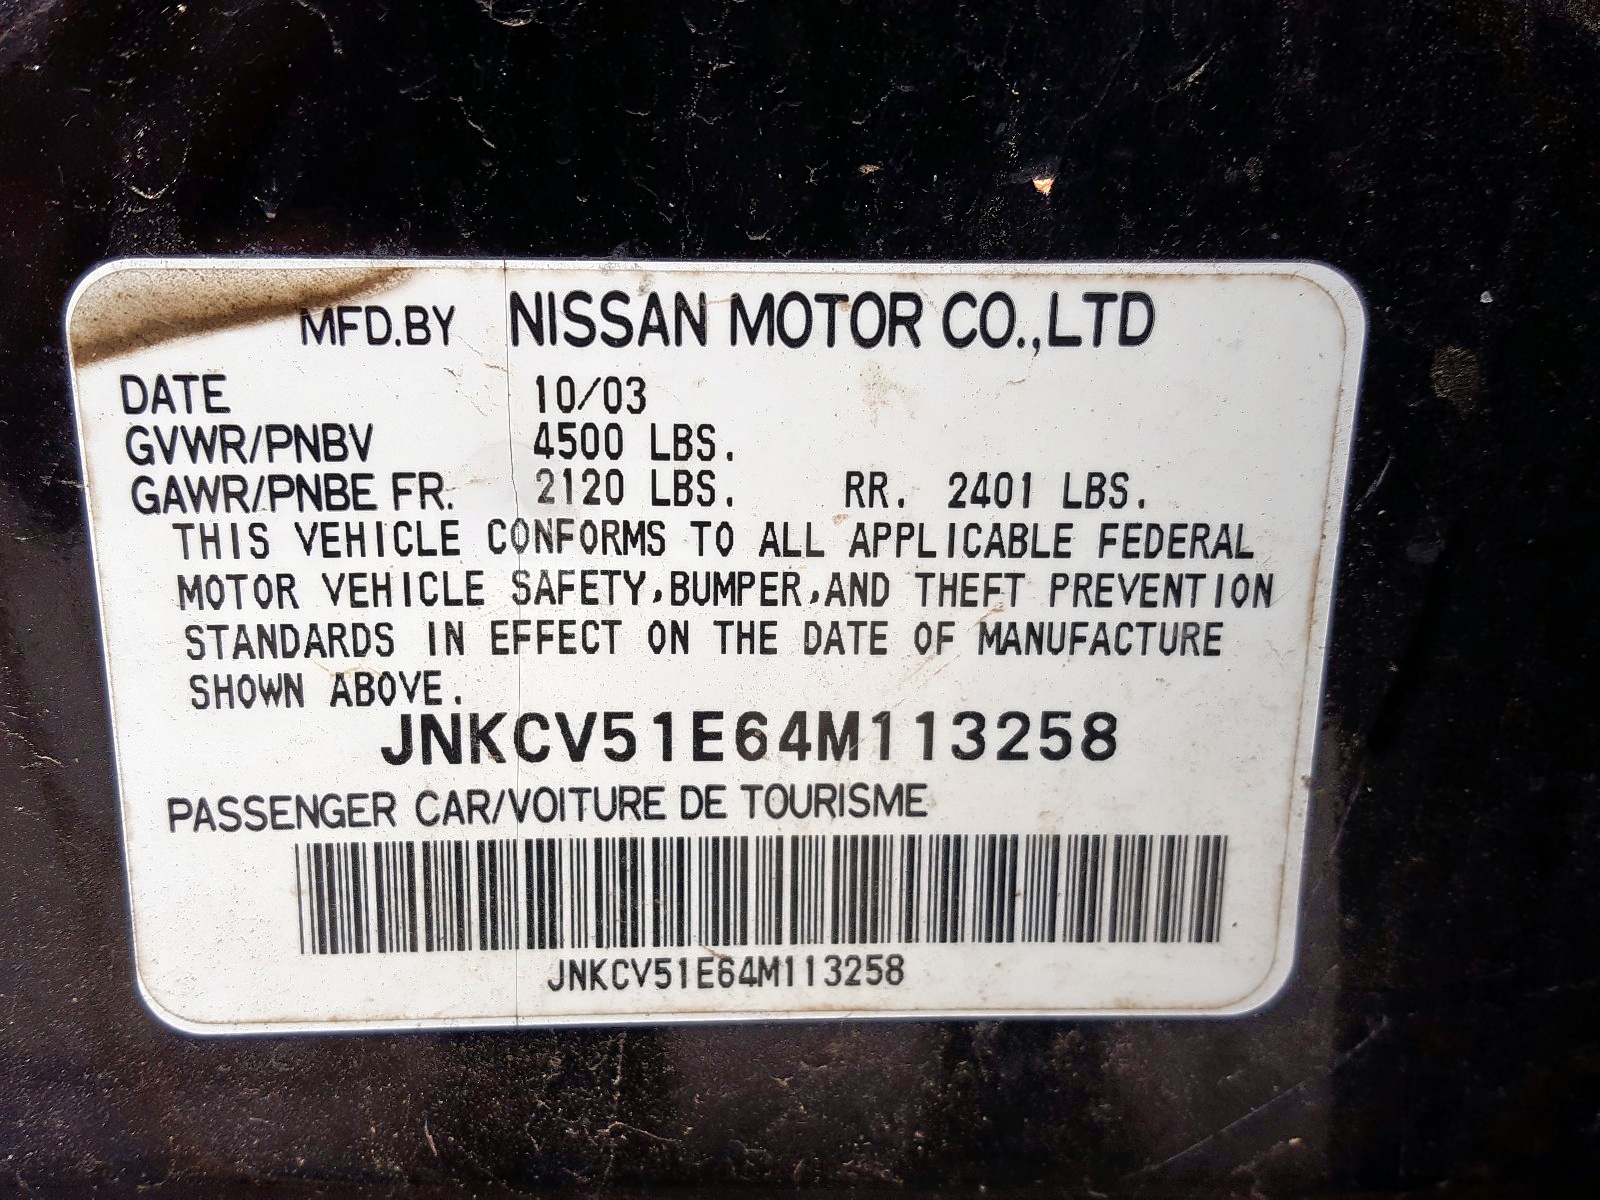 MFD.BY NISSAN MOTOR CO.,LTD
DATE 10/03
GVWR/PNBV 4500 LBS.
GAWR/PNBE FR. 2120 LBS. RR. 2401 LBS.
THIS VEHICLE CONFORMS TO ALL APPLICABLE FEDERAL
MOTOR VEHICLE SAFETY,BUMPER,AND THEFT PREVENTION
STANDARDS IN EFFECT ON THE DATE OF MANUFACTURE
SHOWN ABOVE.
JNKCV51E64M113258
PASSENGER CAR/VOITURE DE TOURISME
JNKCV51E64M113258